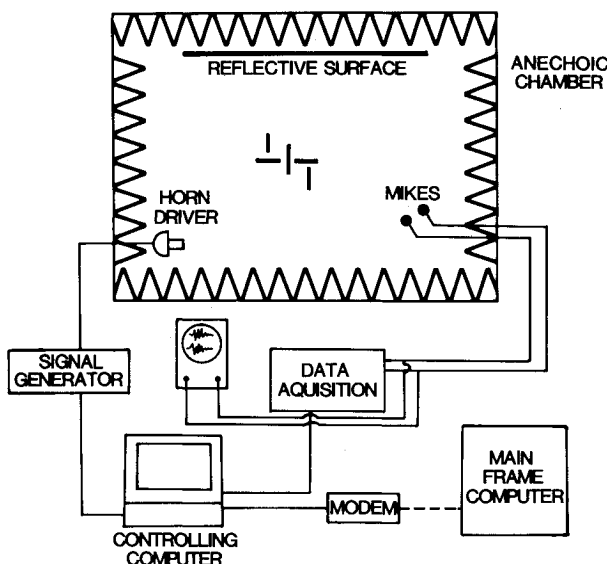 REFLECTIVE SURFACE
ANECHOIC
CHAMBER
HORN
DRIVER
MIKES
SIGNAL
GENERATOR
DATA
AQUISITION
MAIN
FRAME
COMPUTER
MODEM
CONTROLLING
COMPUTER